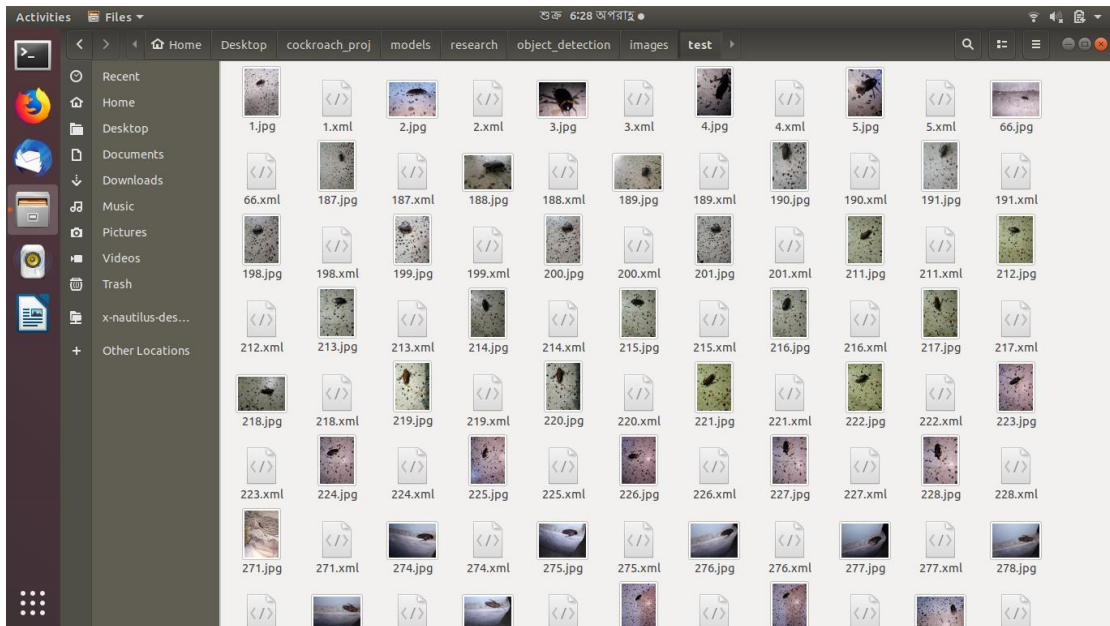 Activities Files শুক্র 6:28 অপরাহ্ণ
Home Desktop cockroach_proj models research object_detection images test
Recent
Home
Desktop
Documents
Downloads
Music
Pictures
Videos
Trash
x-nautilus-des...
Other Locations
1.jpg 1.xml 2.jpg 2.xml 3.jpg 3.xml 4.jpg 4.xml 5.jpg 5.xml 66.jpg
66.xml 187.jpg 187.xml 188.jpg 188.xml 189.jpg 189.xml 190.jpg 190.xml 191.jpg 191.xml
198.jpg 198.xml 199.jpg 199.xml 200.jpg 200.xml 201.jpg 201.xml 211.jpg 211.xml 212.jpg
212.xml 213.jpg 213.xml 214.jpg 214.xml 215.jpg 215.xml 216.jpg 216.xml 217.jpg 217.xml
218.jpg 218.xml 219.jpg 219.xml 220.jpg 220.xml 221.jpg 221.xml 222.jpg 222.xml 223.jpg
223.xml 224.jpg 224.xml 225.jpg 225.xml 226.jpg 226.xml 227.jpg 227.xml 228.jpg 228.xml
271.jpg 271.xml 274.jpg 274.xml 275.jpg 275.xml 276.jpg 276.xml 277.jpg 277.xml 278.jpg